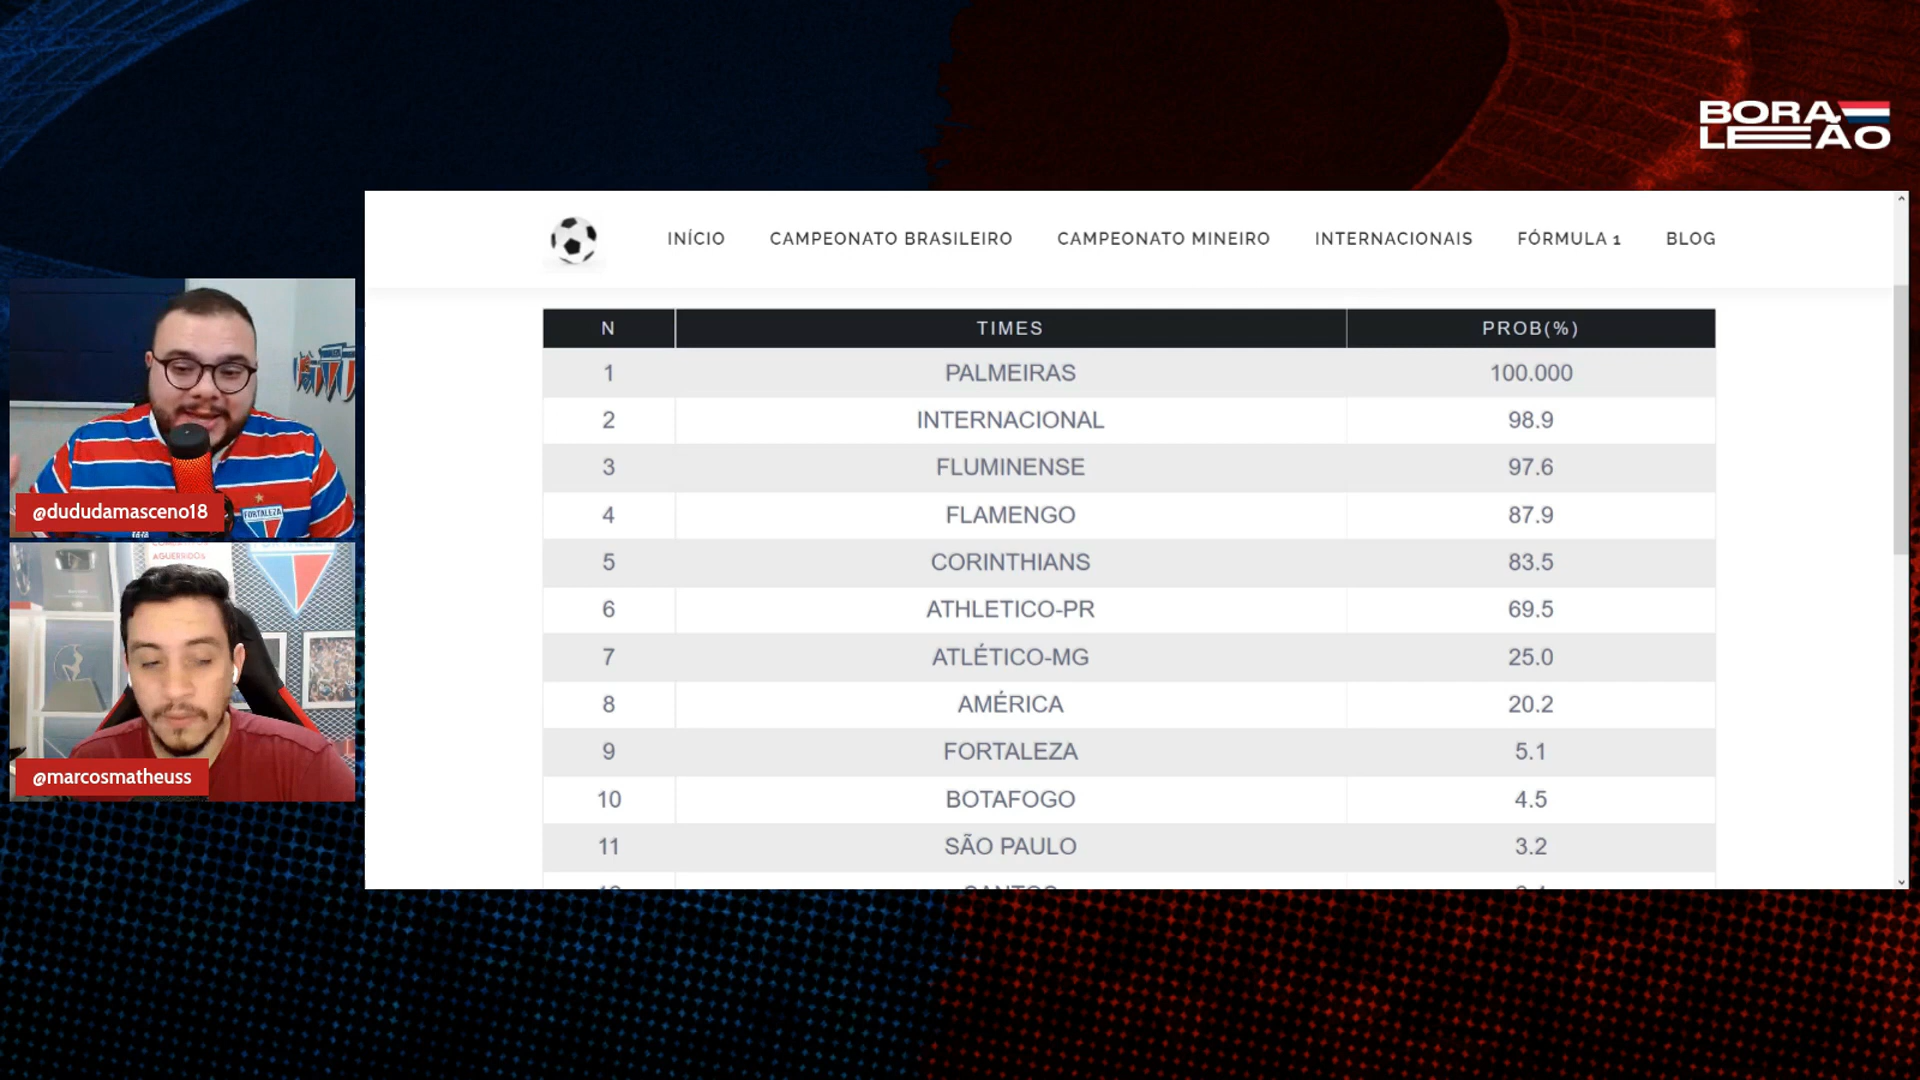 BORA
LEÃO
INÍCIO CAMPEONATO BRASILEIRO CAMPEONATO MINEIRO INTERNACIONAIS FÓRMULA 1 BLOG
N TIMES PROB(%)
1 PALMEIRAS 100.000
2 INTERNACIONAL 98.9
3 FLUMINENSE 97.6
4 FLAMENGO 87.9
5 CORINTHIANS 83.5
6 ATHLETICO-PR 69.5
7 ATLÉTICO-MG 25.0
8 AMÉRICA 20.2
9 FORTALEZA 5.1
10 BOTAFOGO 4.5
11 SÃO PAULO 3.2
FORTALEZA
@dududamasceno18
AGUERRIDOS
FORTALEZA
@marcosmatheuss